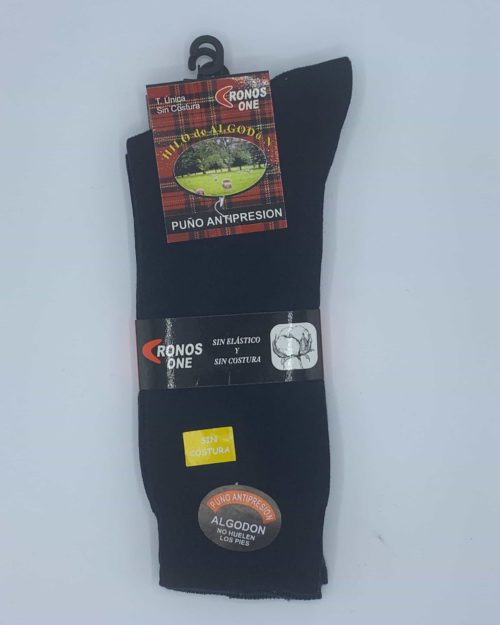 T. Única
Sin Costura
CRONOS
ONE
HILO de ALGODóN
PUÑO ANTIPRESION
CRONOS
ONE
SIN ELÁSTICO
Y
SIN COSTURA
SIN
COSTURA
PUÑO ANTIPRESION
ALGODON
NO HUELEN
LOS PIES